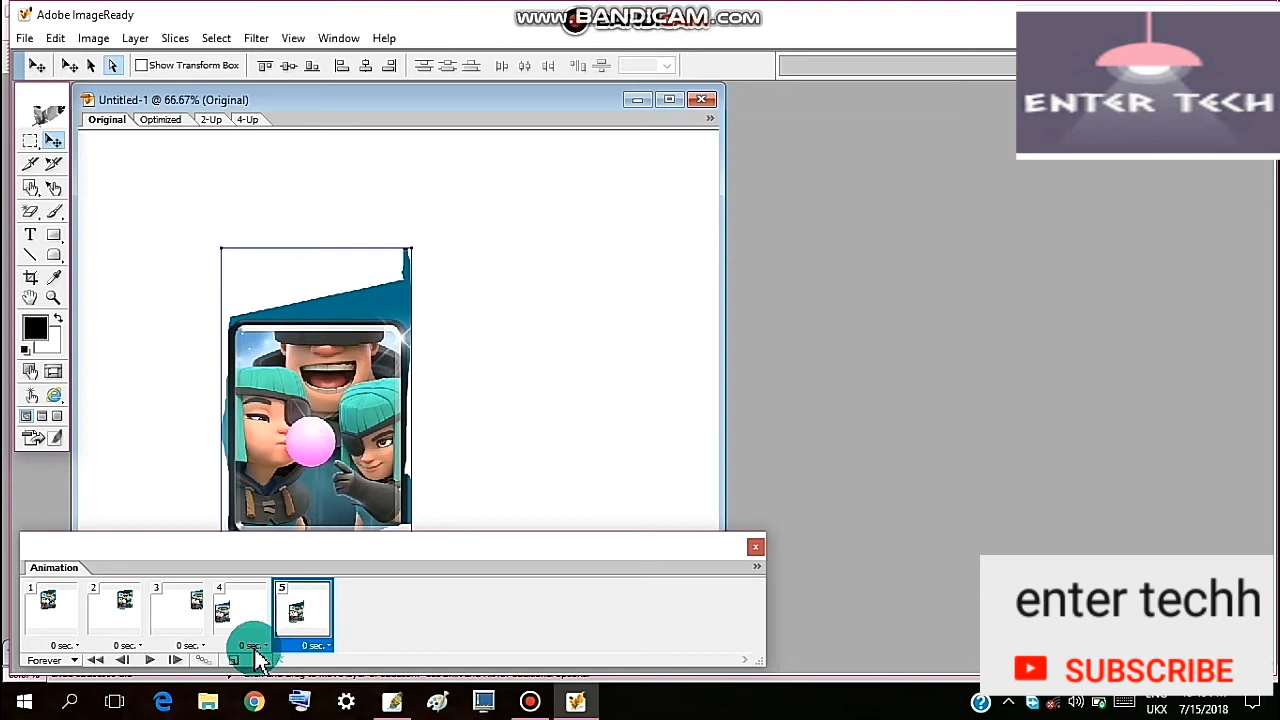 Adobe ImageReady
www.BANDICAM.com
File Edit Image Layer Slices Select Filter View Window Help
Show Transform Box
ENTER TECH
Untitled-1 @ 66.67% (Original)
Original Optimized 2-Up 4-Up
T
Animation
1 2 3 4 5
0 sec. 0 sec. 0 sec. 0 sec. 0 sec.
Forever
enter techh
SUBSCRIBE
UKX 7/15/2018